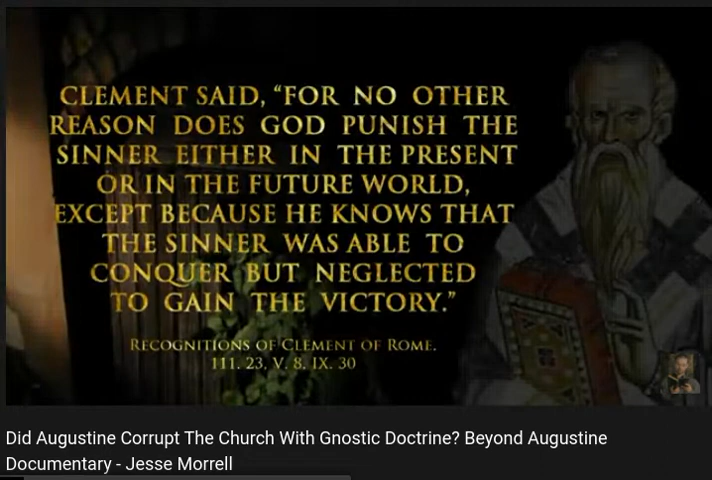 CLEMENT SAID, “FOR NO OTHER
REASON DOES GOD PUNISH THE
SINNER EITHER IN THE PRESENT
OR IN THE FUTURE WORLD,
EXCEPT BECAUSE HE KNOWS THAT
THE SINNER WAS ABLE TO
CONQUER BUT NEGLECTED
TO GAIN THE VICTORY.”
RECOGNITIONS OF CLEMENT OF ROME.
111. 23, V. 8, IX. 30
Did Augustine Corrupt The Church With Gnostic Doctrine? Beyond Augustine
Documentary - Jesse Morrell